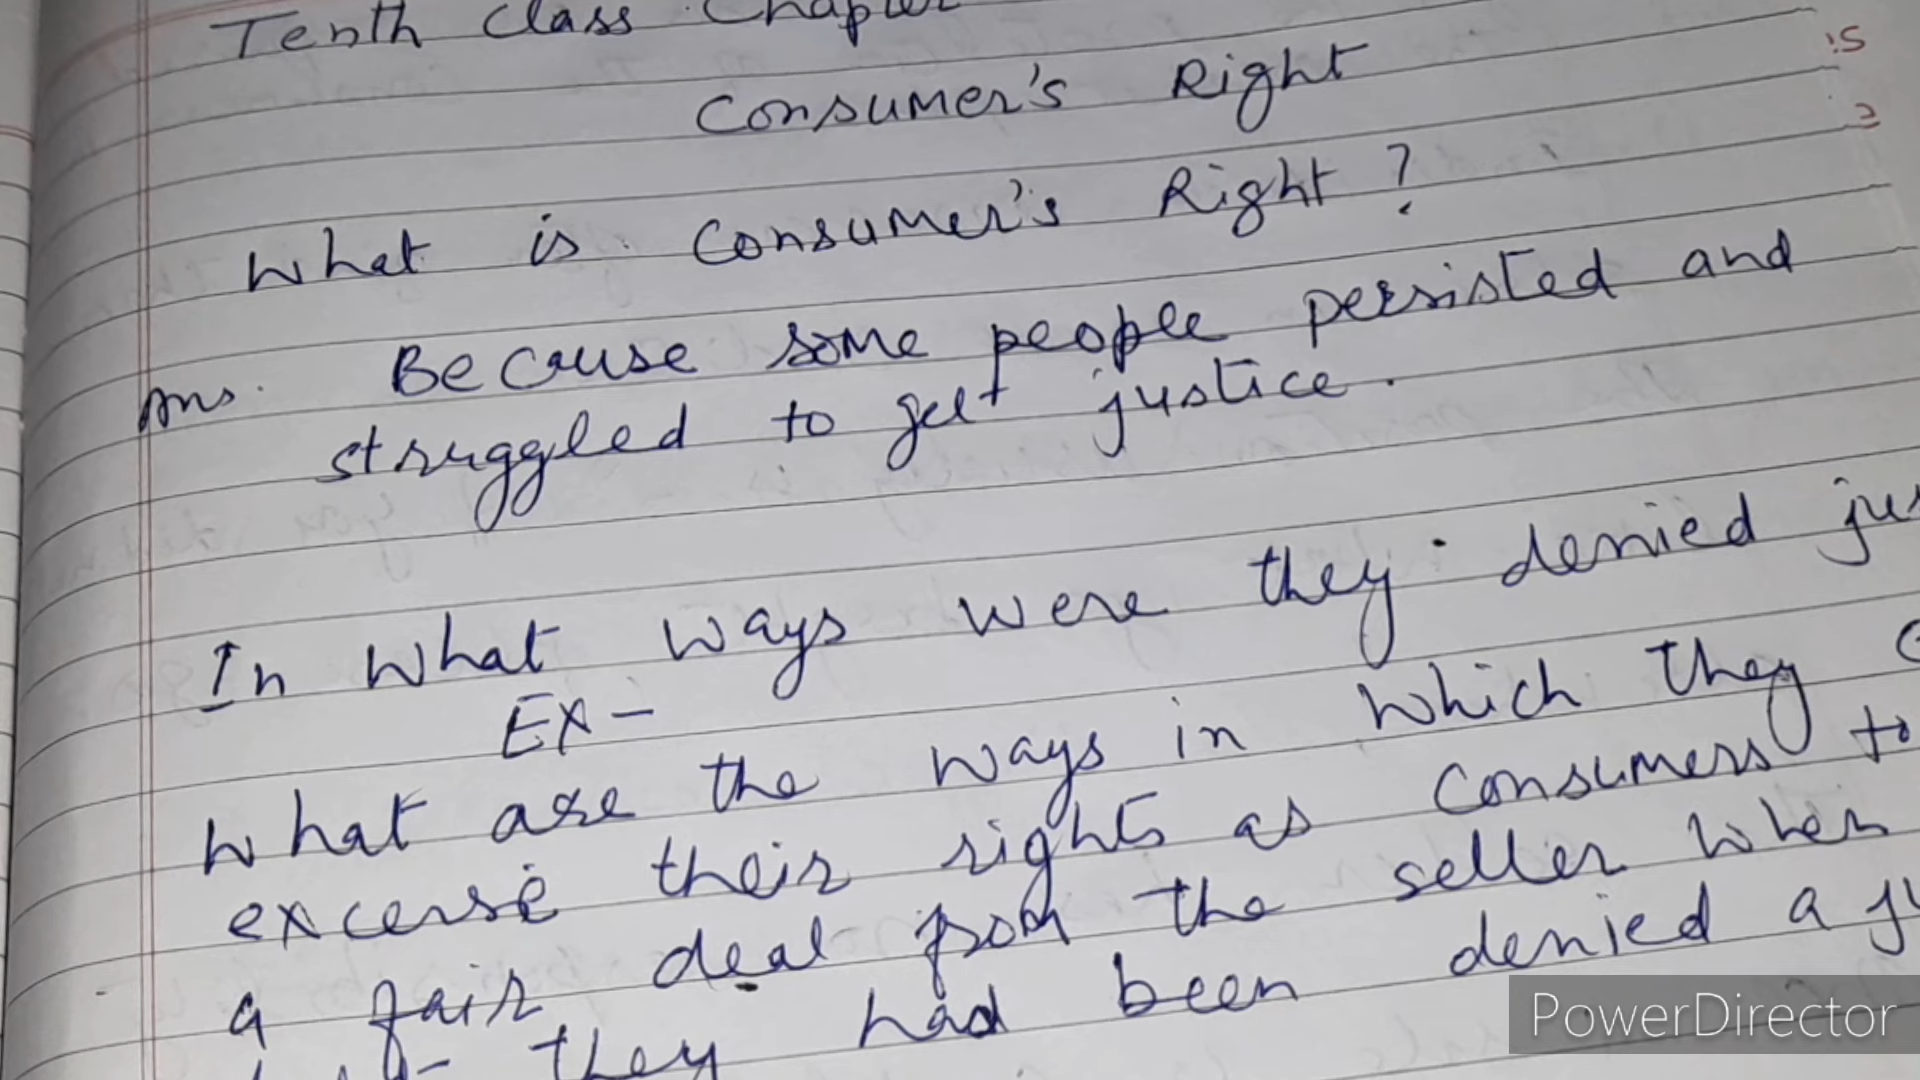 Tenth Class Chapter
Consumer's Right
What is Consumer's Right ?
Ans. Because some people persisted and
struggled to get justice.
In what ways were they denied
Ex-
What are the ways in which they
excerse their rights as consumers to
a fair deal from the seller when
they had been denied a
PowerDirector